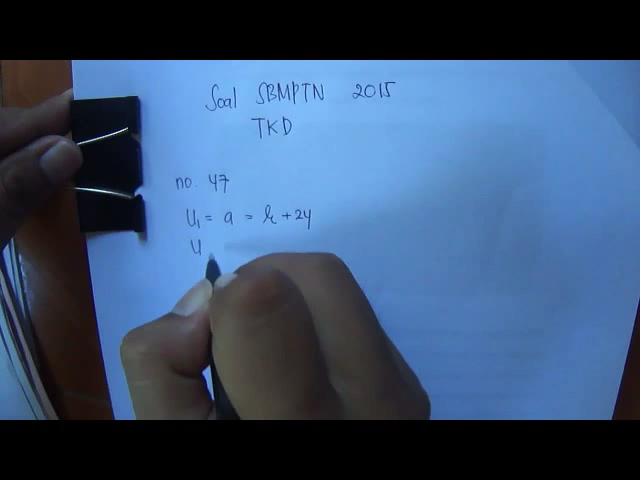 Soal SBMPTN 2015
TKD
no. 47
U₁ = a = k + 24
U